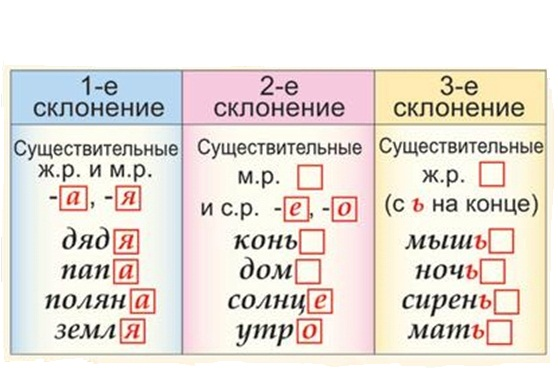 1-е
склонение
Существительные
ж.р. и м.р.
-а, -я
дядя
папа
поляна
земля
2-е
склонение
Существительные
м.р.
и с.р. -е, -о
конь
дом
солнце
утро
3-е
склонение
Существительные
ж.р.
(с ь на конце)
мышь
ночь
сирень
мать